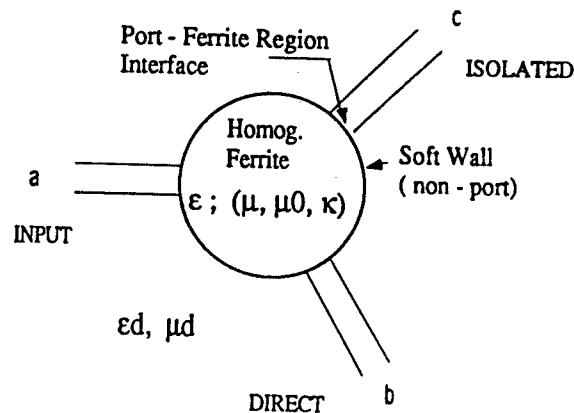 c
Port - Ferrite Region
Interface
ISOLATED
Homog.
Ferrite
Soft Wall
( non - port)
a
ε ; (μ, μ0, κ)
INPUT
εd, μd
DIRECT
b